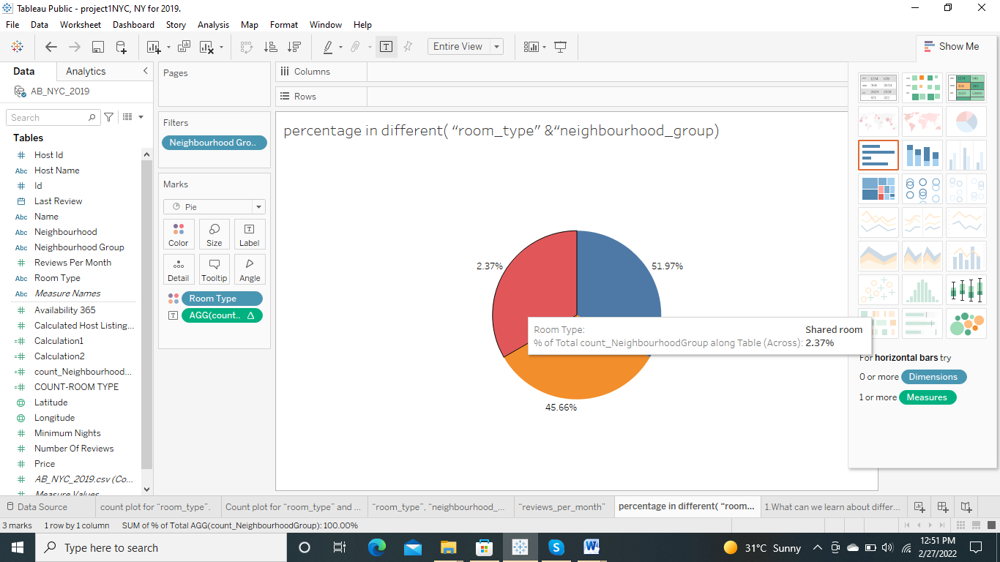 Tableau Public - project1NYC, NY for 2019.
File Data Worksheet Dashboard Story Analysis Map Format Window Help
Entire View
Show Me
Data Analytics
AB_NYC_2019
Search
Tables
# Host Id
Abc Host Name
# Id
Last Review
Abc Name
Abc Neighbourhood
Abc Neighbourhood Group
# Reviews Per Month
Abc Room Type
Abc Measure Names
# Availability 365
# Calculated Host Listing...
=# Calculation1
=# Calculation2
=# count_Neighbourhood...
=# COUNT-ROOM TYPE
Latitude
Longitude
# Minimum Nights
# Number Of Reviews
# Price
# AB_NYC_2019.csv (Co...
# Measure Values
Pages
Filters
Neighbourhood Gro..
Marks
Pie
Color Size Label
Detail Tooltip Angle
Room Type
AGG(count.. Δ
Columns
Rows
percentage in different( “room_type” &“neighbourhood_group)
2.37%
51.97%
45.66%
Room Type: Shared room
% of Total count_NeighbourhoodGroup along Table (Across): 2.37%
For horizontal bars try
0 or more Dimensions
1 or more Measures
Data Source
count plot for “room_type”.
Count plot for “room_type” and ...
“room_type”, “neighbourhood_...
“reviews_per_month”
percentage in different( “room...
1.What can we learn about differ...
3 marks 1 row by 1 column SUM of % of Total AGG(count_NeighbourhoodGroup): 100.00%
Type here to search
31°C Sunny
12:51 PM
2/27/2022